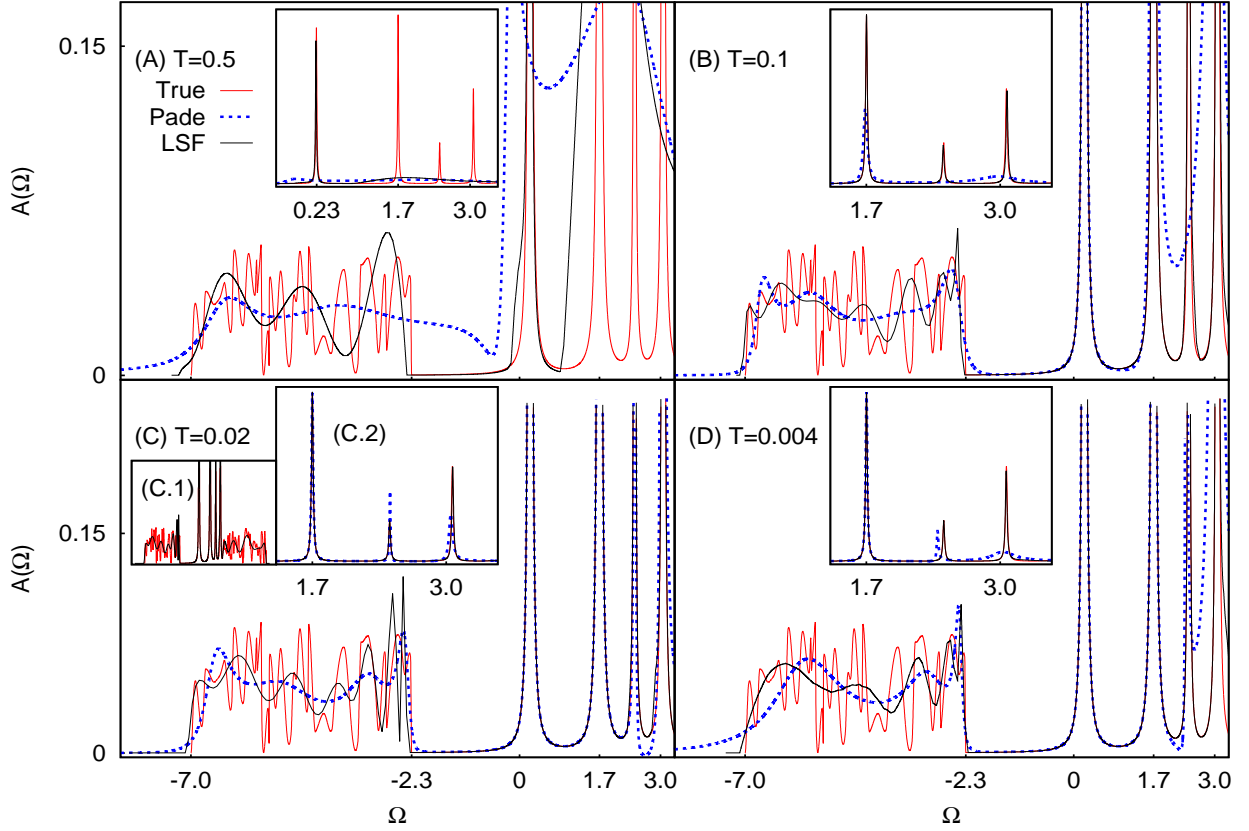 0.15
(A) T=0.5
True
Pade
LSF
A(Ω)
0
0.23
1.7
3.0
(B) T=0.1
1.7
3.0
(C) T=0.02
(C.1)
(C.2)
1.7
3.0
0.15
A(Ω)
0
-7.0
-2.3
0
1.7
3.0
Ω
(D) T=0.004
1.7
3.0
-7.0
-2.3
0
1.7
3.0
Ω